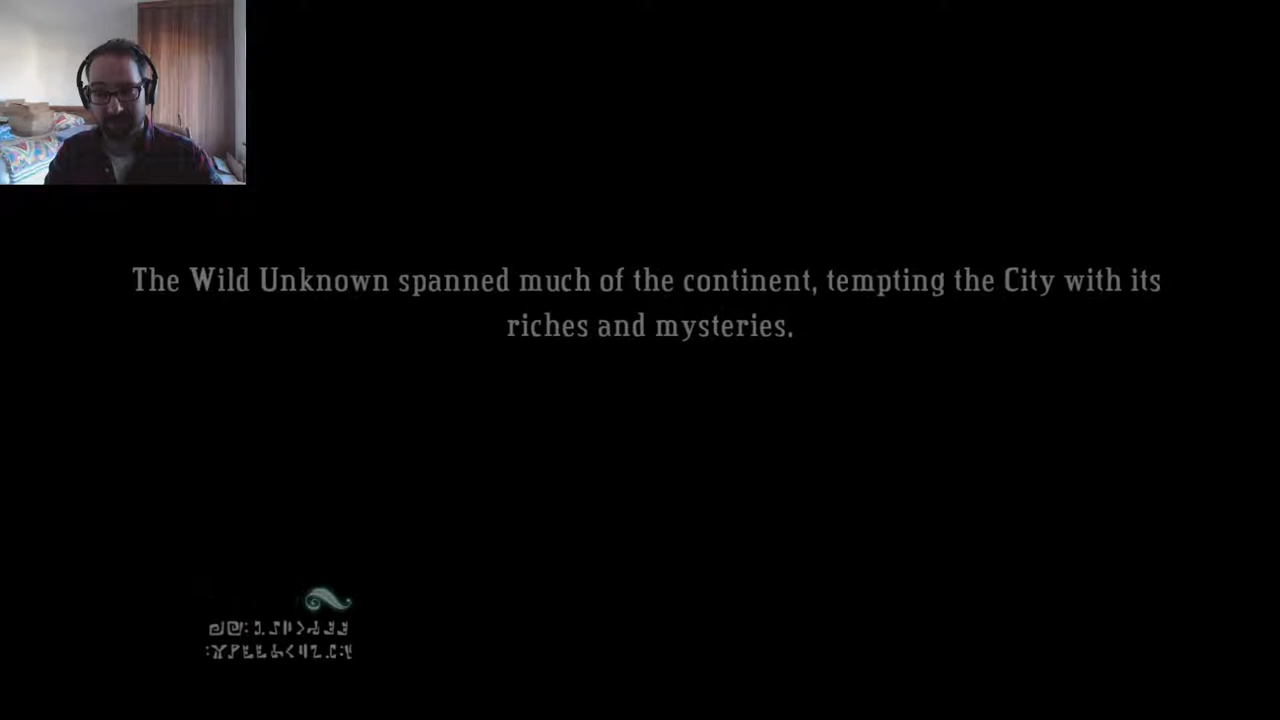 The Wild Unknown spanned much of the continent, tempting the City with its
riches and mysteries.